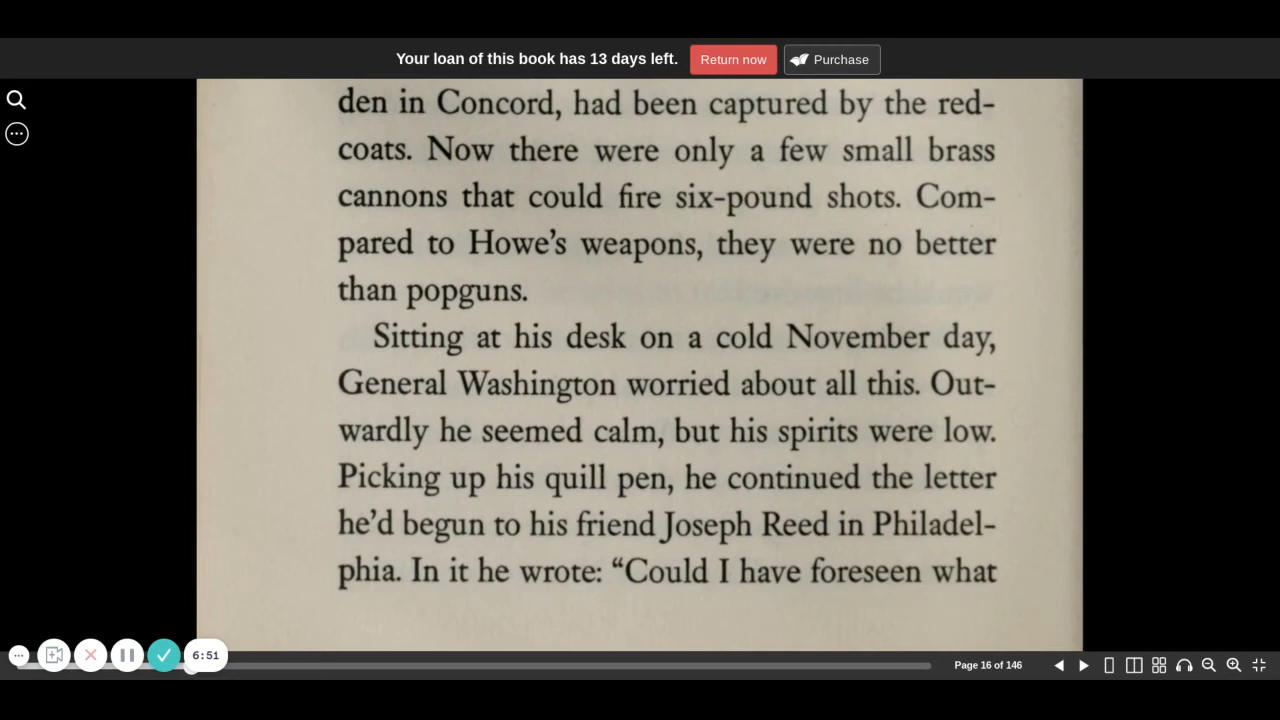 Your loan of this book has 13 days left. Return now Purchase
den in Concord, had been captured by the red-
coats. Now there were only a few small brass
cannons that could fire six-pound shots. Com-
pared to Howe's weapons, they were no better
than popguns.
Sitting at his desk on a cold November day,
General Washington worried about all this. Out-
wardly he seemed calm, but his spirits were low.
Picking up his quill pen, he continued the letter
he'd begun to his friend Joseph Reed in Philadel-
phia. In it he wrote: “Could I have foreseen what
6:51
Page 16 of 146